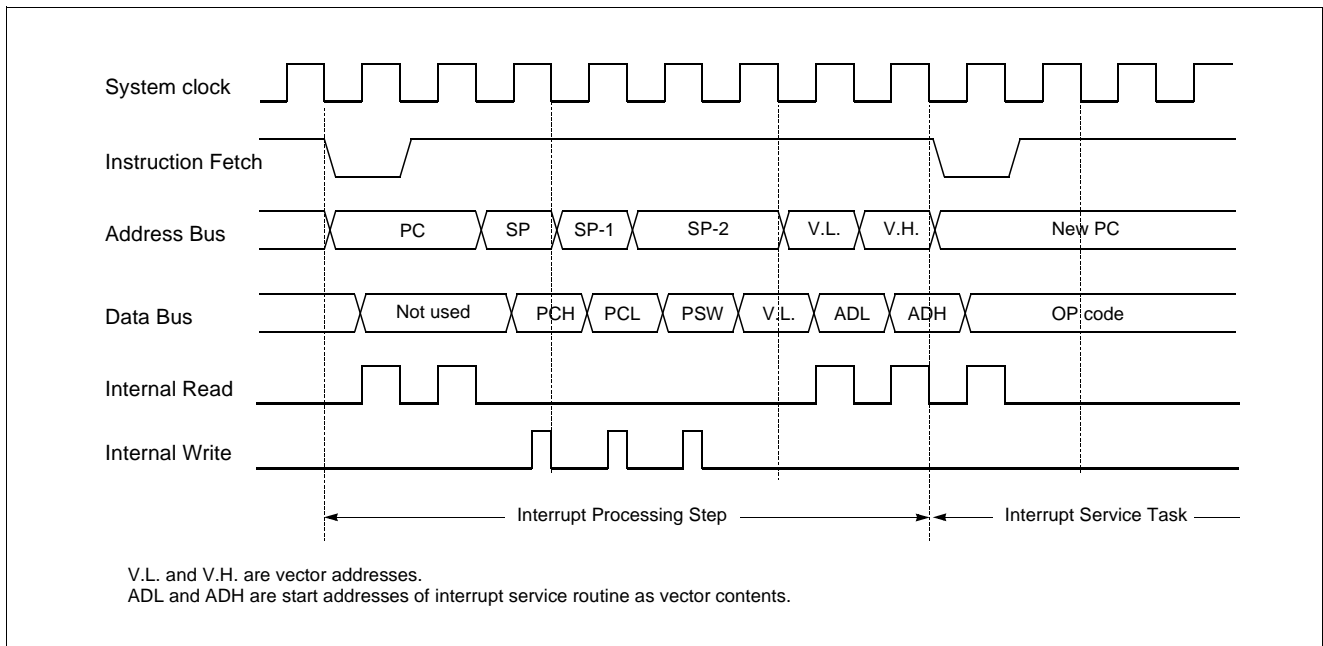 System clock
Instruction Fetch
Address Bus PC SP SP-1 SP-2 V.L. V.H. New PC
Data Bus Not used PCH PCL PSW V.L. ADL ADH OP code
Internal Read
Internal Write
Interrupt Processing Step Interrupt Service Task
V.L. and V.H. are vector addresses.
ADL and ADH are start addresses of interrupt service routine as vector contents.